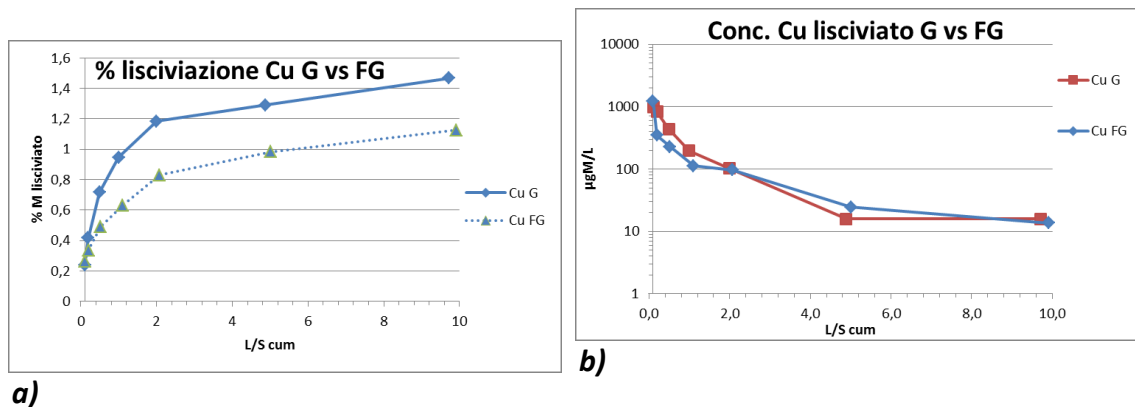 % lisciviazione Cu G vs FG
% M lisciviato
1,6
1,4
1,2
1
0,8
0,6
0,4
0,2
0
0
2
4
6
8
10
L/S cum
Cu G
Cu FG
a)
Conc. Cu lisciviato G vs FG
µgM/L
10000
1000
100
10
1
0,0
2,0
4,0
6,0
8,0
10,0
L/S cum
Cu G
Cu FG
b)